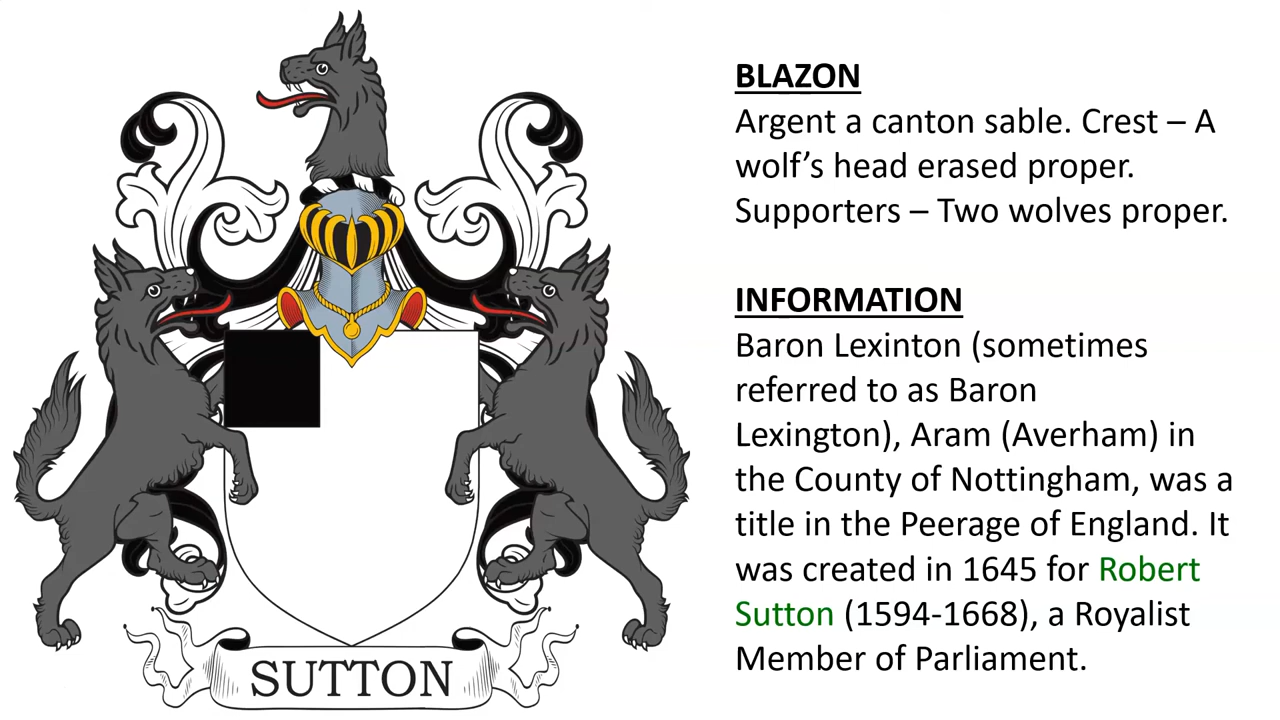 BLAZON
Argent a canton sable. Crest – A
wolf’s head erased proper.
Supporters – Two wolves proper.
INFORMATION
Baron Lexinton (sometimes
referred to as Baron
Lexington), Aram (Averham) in
the County of Nottingham, was a
title in the Peerage of England. It
was created in 1645 for Robert
Sutton (1594-1668), a Royalist
Member of Parliament.
SUTTON